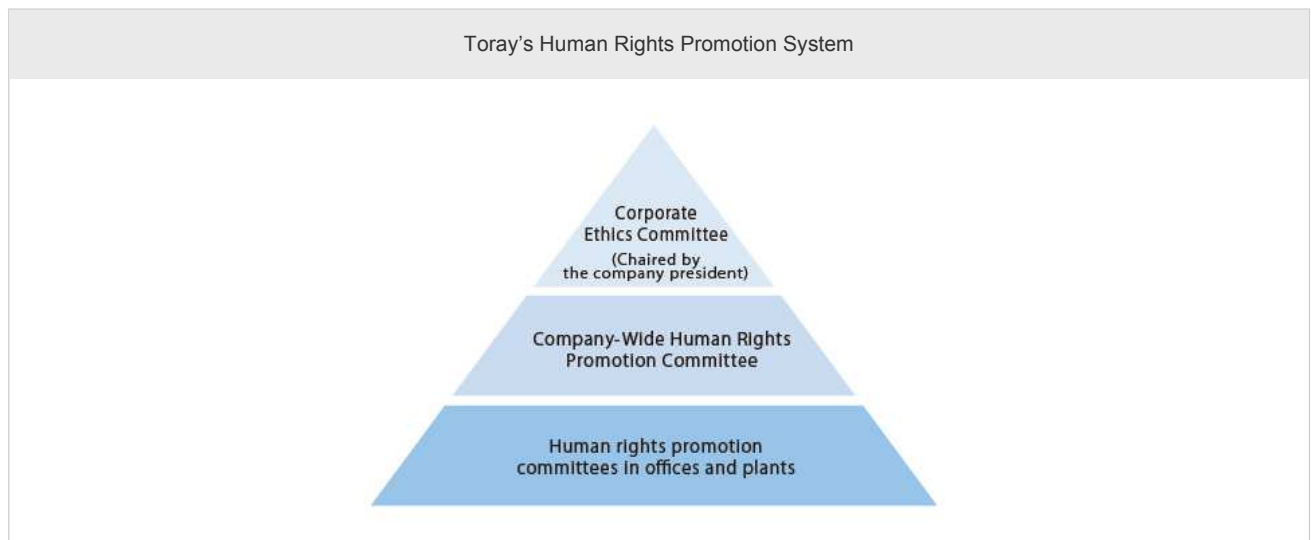 Toray’s Human Rights Promotion System
Corporate
Ethics Committee
(Chaired by
the company president)
Company-Wide Human Rights
Promotion Committee
Human rights promotion
committees in offices and plants